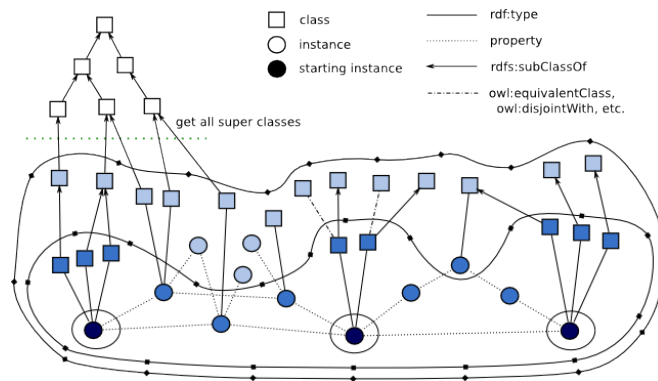 class
instance
starting instance
rdf:type
property
rdfs:subClassOf
owl:equivalentClass,
owl:disjointWith, etc.
get all super classes